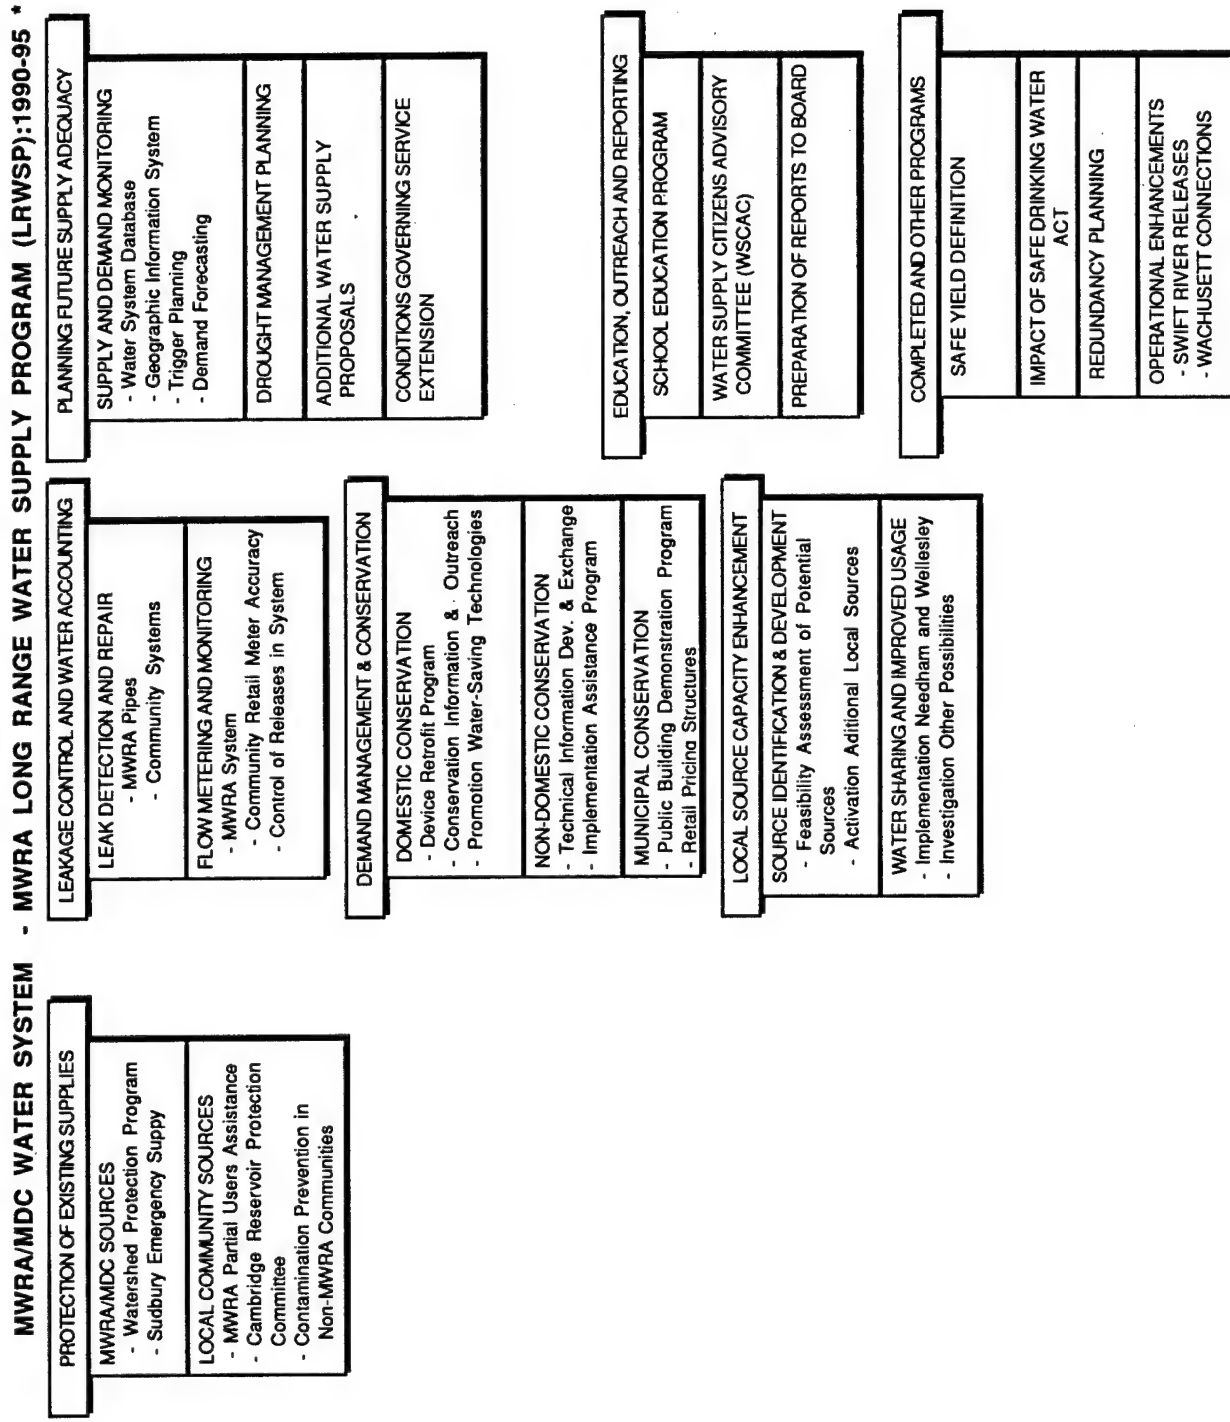 MWRA/MDC WATER SYSTEM - MWRA LONG RANGE WATER SUPPLY PROGRAM (LRWSP):1990-95 *
PROTECTION OF EXISTING SUPPLIES
MWRA/MDC SOURCES
- Watershed Protection Program
- Sudbury Emergency Suppy
LOCAL COMMUNITY SOURCES
- MWRA Partial Users Assistance
- Cambridge Reservoir Protection
Committee
- Contamination Prevention in
Non-MWRA Communities
LEAKAGE CONTROL AND WATER ACCOUNTING
LEAK DETECTION AND REPAIR
- MWRA Pipes
- Community Systems
FLOW METERING AND MONITORING
- MWRA System
- Community Retail Meter Accuracy
- Control of Releases in System
DEMAND MANAGEMENT & CONSERVATION
DOMESTIC CONSERVATION
- Device Retrofit Program
- Conservation Information & Outreach
- Promotion Water-Saving Technologies
NON-DOMESTIC CONSERVATION
- Technical Information Dev. & Exchange
- Implementation Assistance Program
MUNICIPAL CONSERVATION
- Public Building Demonstration Program
- Retail Pricing Structures
LOCAL SOURCE CAPACITY ENHANCEMENT
SOURCE IDENTIFICATION & DEVELOPMENT
- Feasibility Assessment of Potential
Sources
- Activation Aditional Local Sources
WATER SHARING AND IMPROVED USAGE
- Implementation Needham and Wellesley
- Investigation Other Possibilities
PLANNING FUTURE SUPPLY ADEQUACY
SUPPLY AND DEMAND MONITORING
- Water System Database
- Geographic Information System
- Trigger Planning
- Demand Forecasting
DROUGHT MANAGEMENT PLANNING
ADDITIONAL WATER SUPPLY
PROPOSALS
CONDITIONS GOVERNING SERVICE
EXTENSION
EDUCATION, OUTREACH AND REPORTING
SCHOOL EDUCATION PROGRAM
WATER SUPPLY CITIZENS ADVISORY
COMMITTEE (WSCAC)
PREPARATION OF REPORTS TO BOARD
COMPLETED AND OTHER PROGRAMS
SAFE YIELD DEFINITION
IMPACT OF SAFE DRINKING WATER
ACT
REDUNDANCY PLANNING
OPERATIONAL ENHANCEMENTS
- SWIFT RIVER RELEASES
- WACHUSETT CONNECTIONS